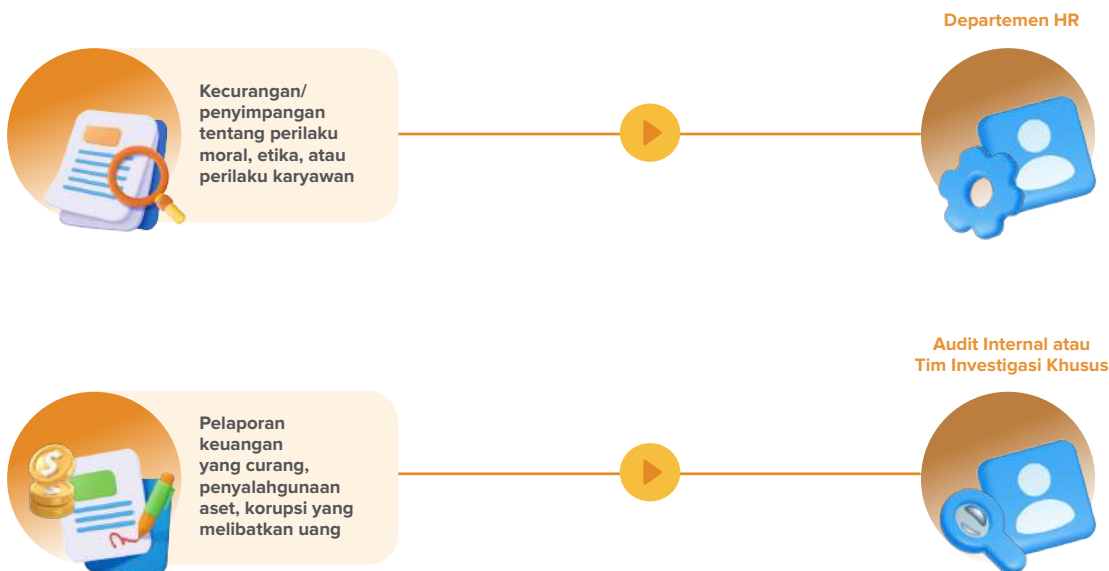 Departemen HR
Kecurangan/
penyimpangan
tentang perilaku
moral, etika, atau
perilaku karyawan
Audit Internal atau
Tim Investigasi Khusus
Pelaporan
keuangan
yang curang,
penyalahgunaan
aset, korupsi yang
melibatkan uang